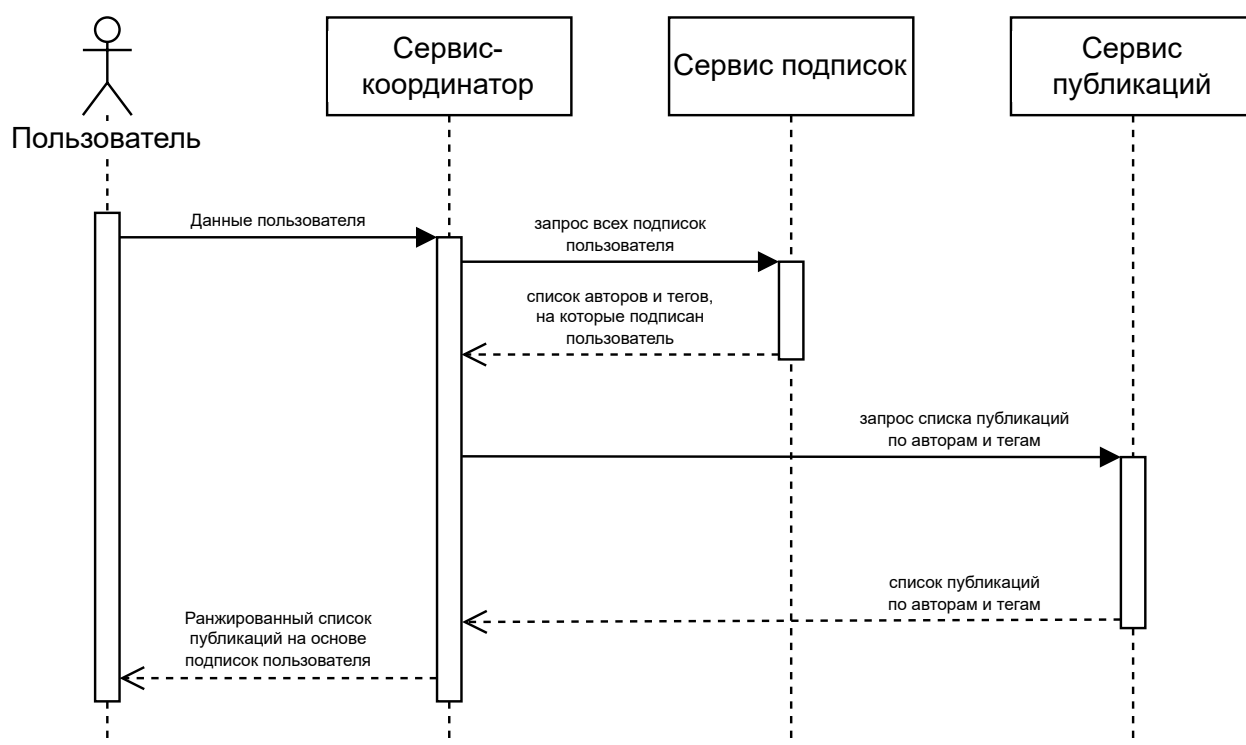 Сервис-
координатор
Сервис подписок
Сервис
публикаций
Пользователь
Данные пользователя
запрос всех подписок
пользователя
список авторов и тегов,
на которые подписан
пользователь
запрос списка публикаций
по авторам и тегам
список публикаций
по авторам и тегам
Ранжированный список
публикаций на основе
подписок пользователя